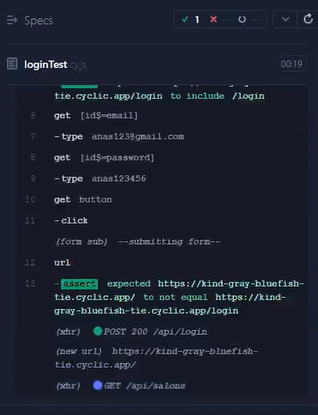 Specs
1 -- --
loginTest.cy.js 00:19
tie.cyclic.app/login to include /login
6 get [id$=email]
7 -type anas123@gmail.com
8 get [id$=password]
9 -type anas123456
10 get button
11 -click
(form sub) --submitting form--
12 url
13 -assert expected https://kind-gray-bluefish-
tie.cyclic.app/ to not equal https://kind-
gray-bluefish-tie.cyclic.app/login
(xhr) POST 200 /api/login
(new url) https://kind-gray-bluefish-
tie.cyclic.app/
(xhr) GET /api/salons